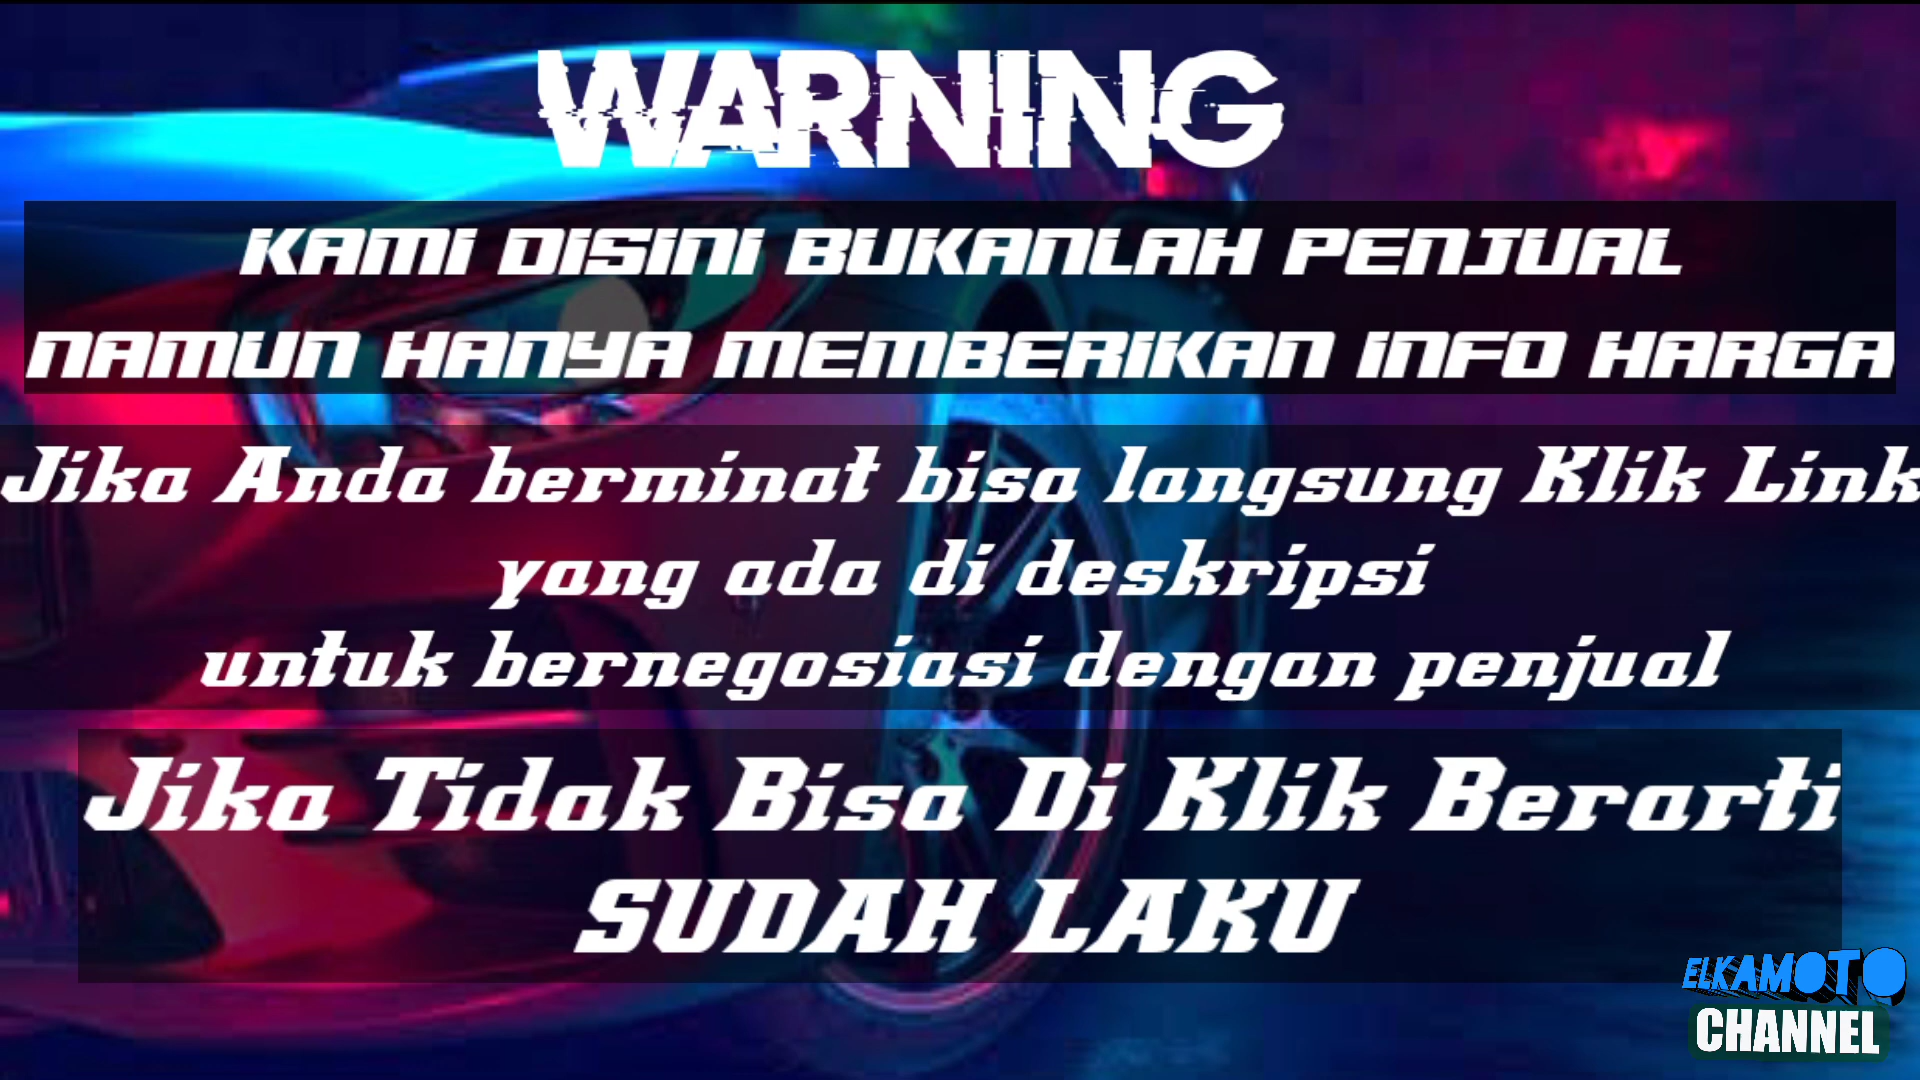 WARNING
KAMI DISINI BUKANLAH PENJUAL
NAMUN HANYA MEMBERIKAN INFO HARGA
Jika Anda berminat bisa langsung Klik Link
yang ada di deskripsi
untuk bernegosiasi dengan penjual
Jika Tidak Bisa Di Klik Berarti
SUDAH LAKU
ELKAMOTO
CHANNEL